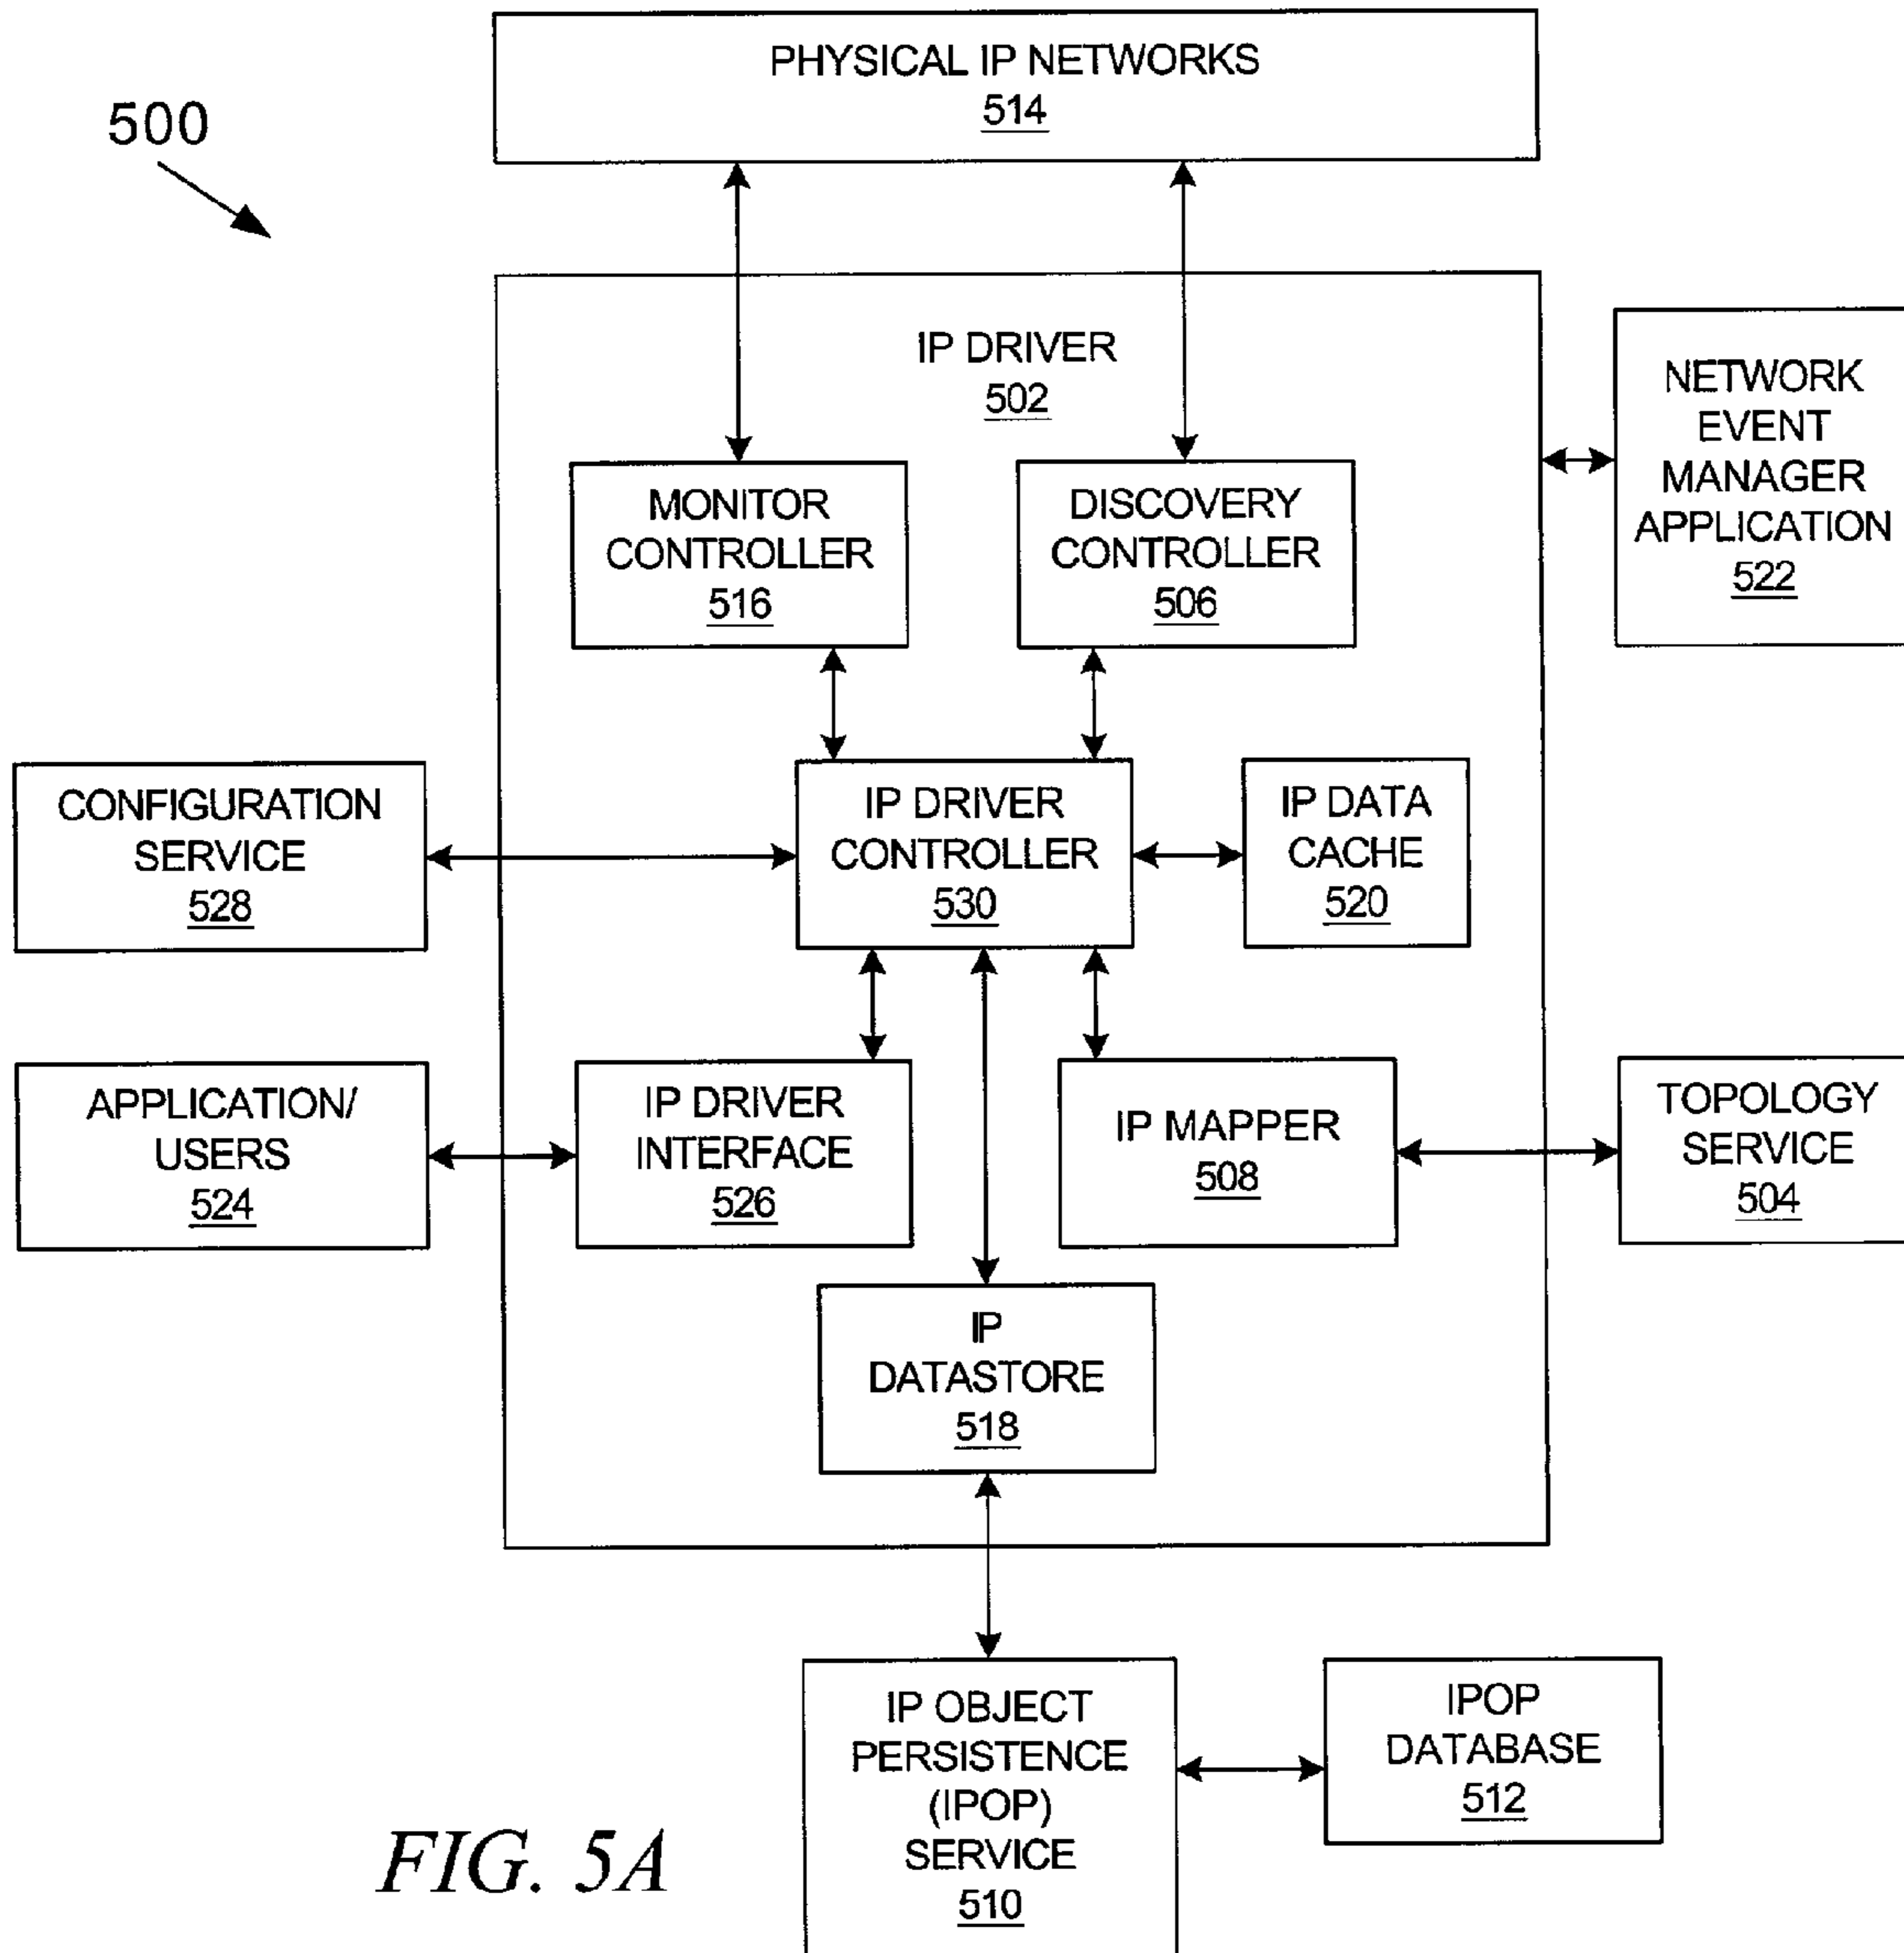 PHYSICAL IP NETWORKS
514
500
IP DRIVER
502
NETWORK
EVENT
MANAGER
APPLICATION
522
MONITOR
CONTROLLER
516
DISCOVERY
CONTROLLER
506
CONFIGURATION
SERVICE
528
IP DRIVER
CONTROLLER
530
IP DATA
CACHE
520
APPLICATION/
USERS
524
IP DRIVER
INTERFACE
526
IP MAPPER
508
TOPOLOGY
SERVICE
504
IP
DATASTORE
518
IP OBJECT
PERSISTENCE
(IPOP)
SERVICE
510
IPOP
DATABASE
512
FIG. 5A